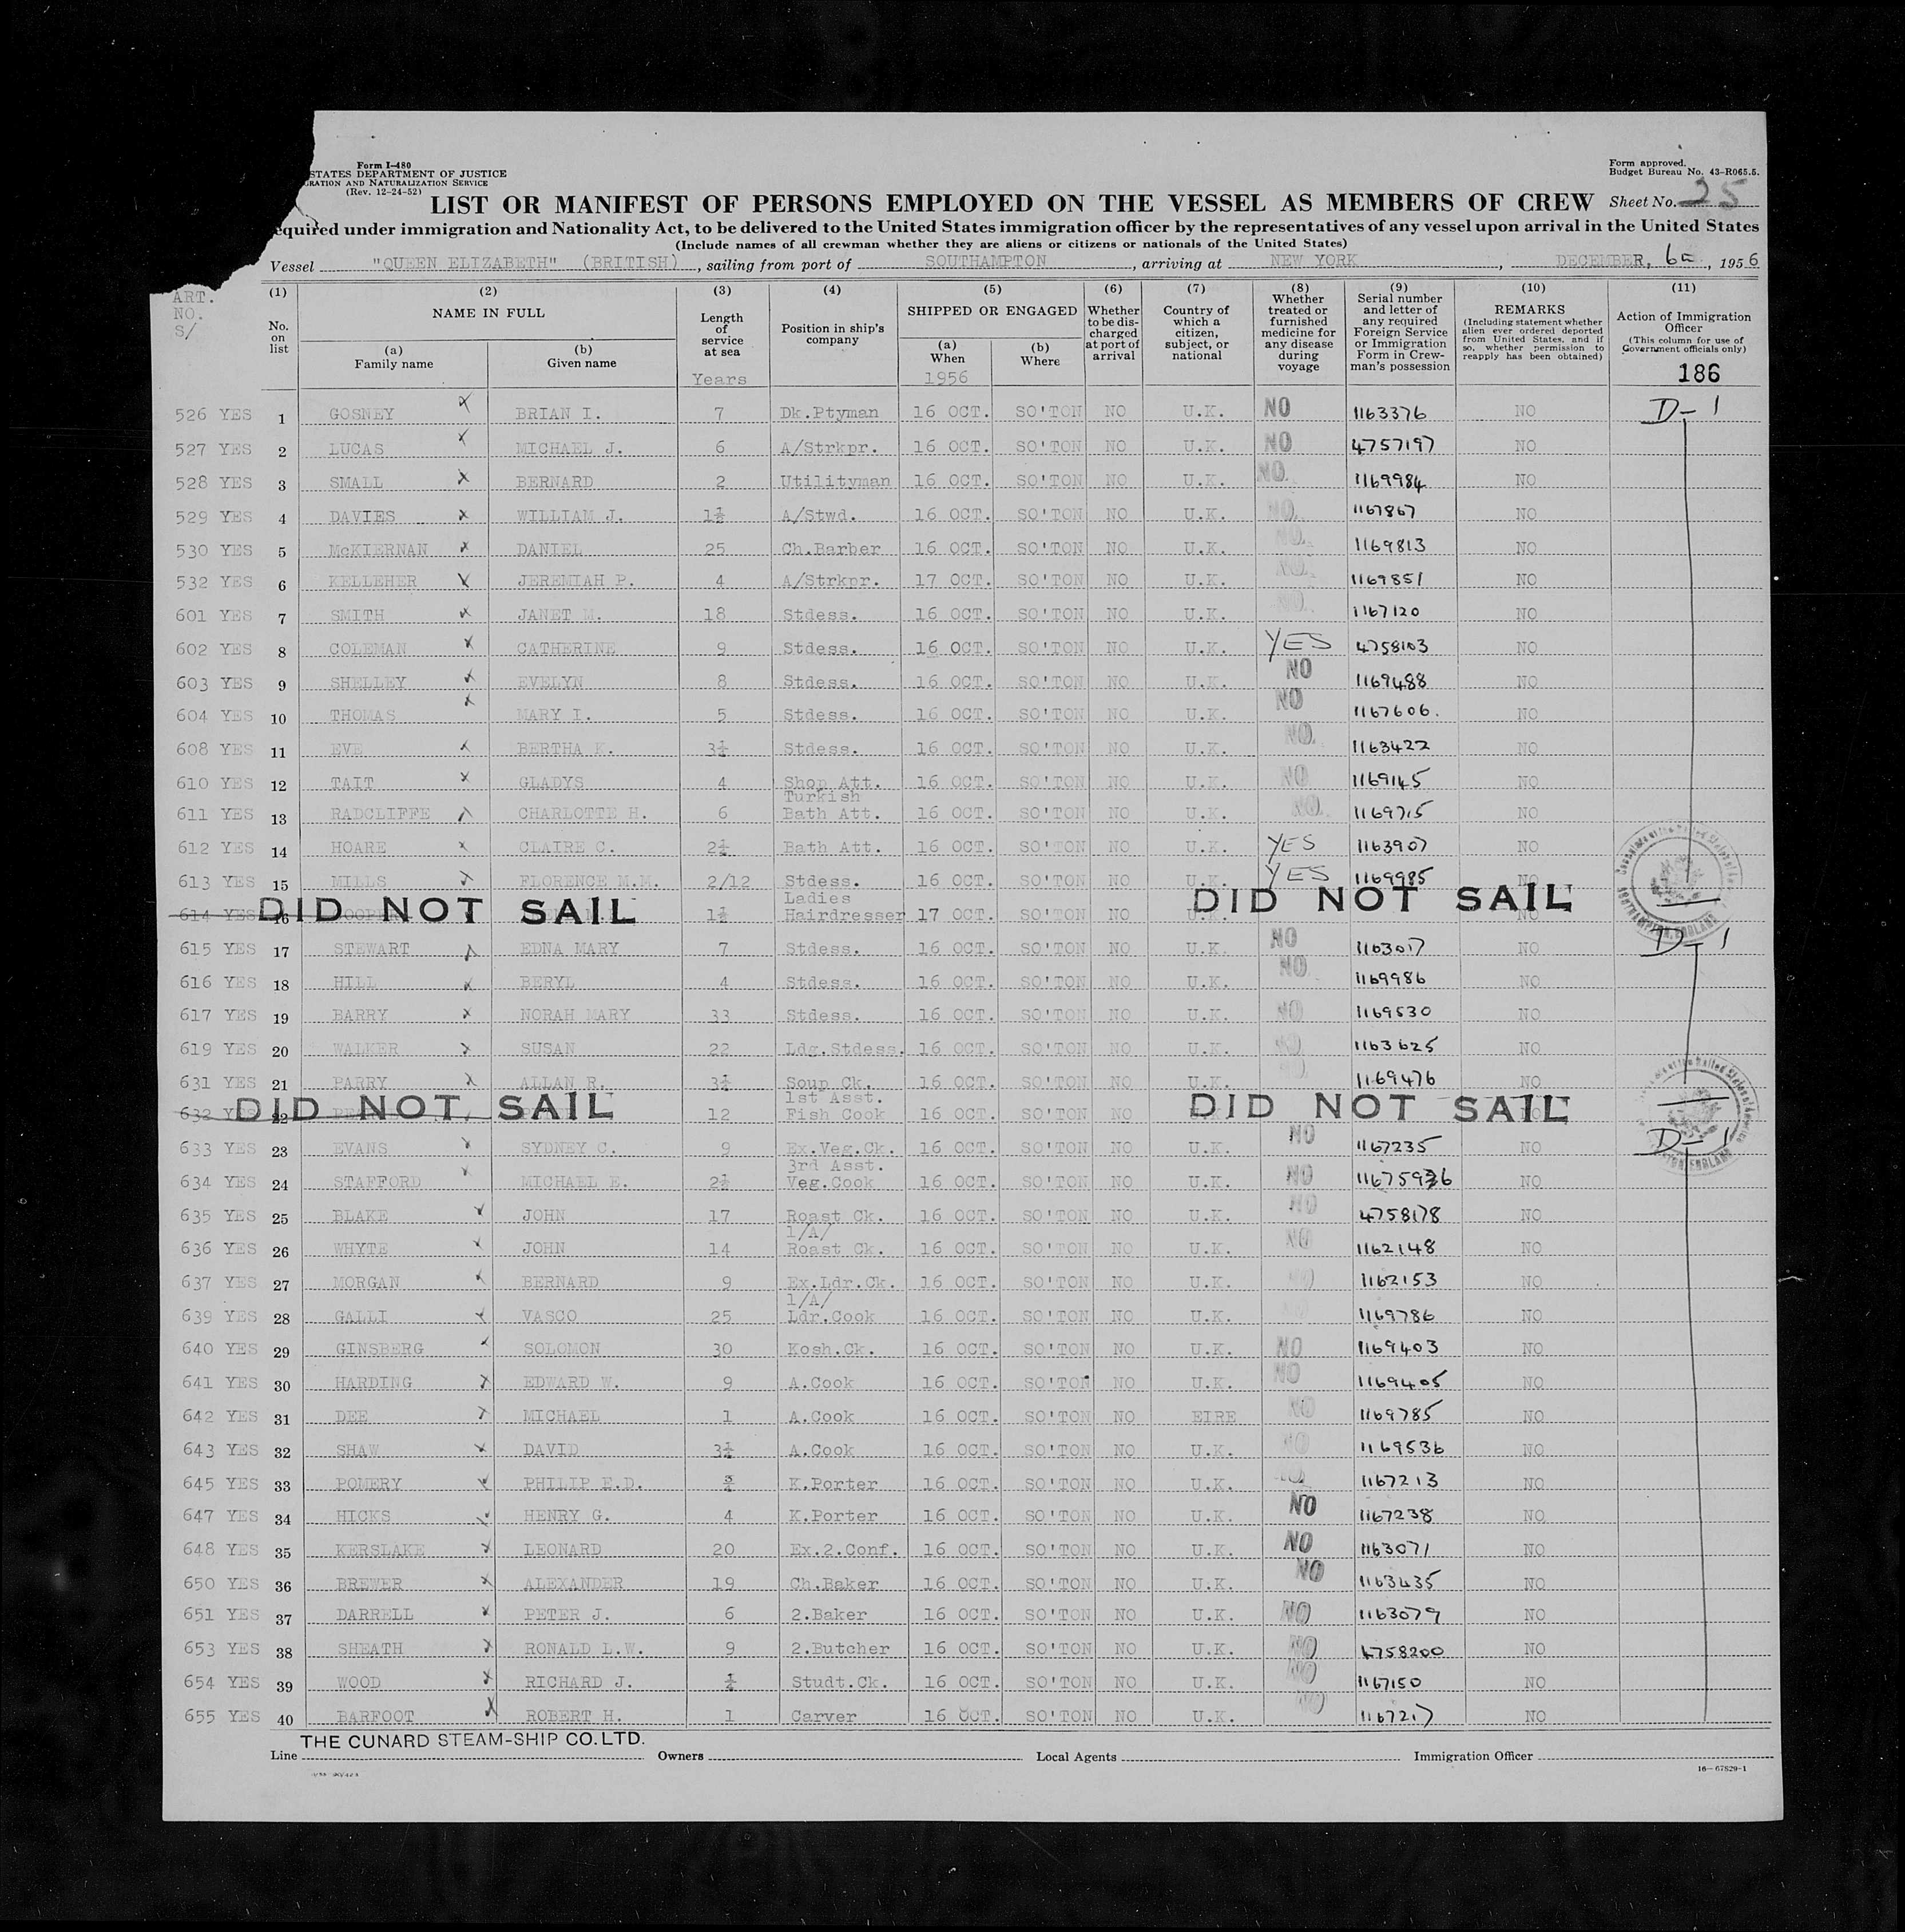 Form I-480
STATES DEPARTMENT OF JUSTICE
GRATION AND NATURALIZATION SERVICE
(Rev. 12-24-52)
Form approved.
Budget Bureau No. 43-R065.5.
LIST OR MANIFEST OF PERSONS EMPLOYED ON THE VESSEL AS MEMBERS OF CREW Sheet No. 25
equired under immigration and Nationality Act, to be delivered to the United States immigration officer by the representatives of any vessel upon arrival in the United States
(Include names of all crewman whether they are aliens or citizens or nationals of the United States)
Vessel "QUEEN ELIZABETH" (BRITISH), sailing from port of SOUTHAMPTON, arriving at NEW YORK, DECEMBER, 6, 1956
ART. NO. S/
(1) No. on list
(2) NAME IN FULL
(a) Family name
(b) Given name
(3) Length of service at sea
Years
(4) Position in ship's company
(5) SHIPPED OR ENGAGED
(a) When
1956
(b) Where
(6) Whether to be discharged at port of arrival
(7) Country of which a citizen, subject, or national
(8) Whether treated or furnished medicine for any disease during voyage
(9) Serial number and letter of any required Foreign Service or Immigration Form in Crewman's possession
(10) REMARKS
(Including statement whether alien ever ordered deported from United States, and if so, whether permission to reapply has been obtained)
(11) Action of Immigration Officer
(This column for use of Government officials only)
186
526 YES 1 GOSNEY BRIAN I. 7 Dk.Ptyman 16 OCT. SO'TON NO U.K. NO 1163376 NO D-1
527 YES 2 LUCAS MICHAEL J. 6 A/Strkpr. 16 OCT. SO'TON NO U.K. NO 4757197 NO
528 YES 3 SMALL BERNARD 2 Utilityman 16 OCT. SO'TON NO U.K. NO. 1169984 NO
529 YES 4 DAVIES WILLIAM J. 1½ A/Stwd. 16 OCT. SO'TON NO U.K. NO. 1167867 NO
530 YES 5 McKIERNAN DANIEL 25 Ch.Barber 16 OCT. SO'TON NO U.K. NO. 1169813 NO
532 YES 6 KELLEHER JEREMIAH P. 4 A/Strkpr. 17 OCT. SO'TON NO U.K. NO. 1169851 NO
601 YES 7 SMITH JANET M. 18 Stdess. 16 OCT. SO'TON NO U.K. NO. 1167120 NO
602 YES 8 COLEMAN CATHERINE 9 Stdess. 16 OCT. SO'TON NO U.K. YES 4758103 NO
603 YES 9 SHELLEY EVELYN 8 Stdess. 16 OCT. SO'TON NO U.K. NO 1169488 NO
604 YES 10 THOMAS MARY I. 5 Stdess. 16 OCT. SO'TON NO U.K. NO 1167606. NO
608 YES 11 EVE BERTHA K. Stdess. 16 OCT. SO'TON NO U.K. NO. 1163422 NO
610 YES 12 TAIT GLADYS 4 Shop Att. 16 OCT. SO'TON NO U.K. NO 1169145 NO
611 YES 13 RADCLIFFE CHARLOTTE H. 6 Turkish Bath Att. 16 OCT. SO'TON NO U.K. NO. 1169715 NO
612 YES 14 HOARE CLAIRE C. Bath Att. 16 OCT. SO'TON NO U.K. YES 1163907 NO
613 YES 15 MILLS FLORENCE M.M. 2/12 Stdess. 16 OCT. SO'TON NO U.K. YES 1169985 NO
614 YES 16 DID NOT SAIL 1½ Ladies Hairdresser 17 OCT. SO'TON NO DID NOT SAIL
615 YES 17 STEWART EDNA MARY 7 Stdess. 16 OCT. SO'TON NO U.K. NO 1163017 NO D-1
616 YES 18 HILL BERYL 4 Stdess. 16 OCT. SO'TON NO U.K. NO. 1169986 NO
617 YES 19 BARRY NORAH MARY 33 Stdess. 16 OCT. SO'TON NO U.K. NO 1169530 NO
619 YES 20 WALKER SUSAN 22 Ldg.Stdess. 16 OCT. SO'TON NO U.K. NO 1163625 NO
631 YES 21 PARRY ALLAN R. Soup Ck. 16 OCT. SO'TON NO U.K. NO 1169476 NO
632 YES 22 DID NOT SAIL 12 1st Asst. Fish Cook 16 OCT. SO'TON NO DID NOT SAIL
633 YES 23 EVANS SYDNEY C. 9 Ex.Veg.Ck. 16 OCT. SO'TON NO U.K. NO 1167235 NO D-1
634 YES 24 STAFFORD MICHAEL E. 3rd Asst. Veg.Cook 16 OCT. SO'TON NO U.K. NO NO
635 YES 25 BLAKE JOHN 17 Roast Ck. 16 OCT. SO'TON NO U.K. NO 4758178 NO
636 YES 26 WHYTE JOHN 14 1/A/ Roast Ck. 16 OCT. SO'TON NO U.K. NO 1162148 NO
637 YES 27 MORGAN BERNARD 9 Ex.Ldr.Ck. 16 OCT. SO'TON NO U.K. 1162153 NO
639 YES 28 GALLI VASCO 25 1/A/ Ldr.Cook 16 OCT. SO'TON NO U.K. 1169786 NO
640 YES 29 GINSBERG SOLOMON 30 Kosh.Ck. 16 OCT. SO'TON NO U.K. NO 1169403 NO
641 YES 30 HARDING EDWARD W. 9 A.Cook 16 OCT. SO'TON NO U.K. NO 1169405 NO
642 YES 31 DEE MICHAEL 1 A.Cook 16 OCT. SO'TON NO EIRE NO 1169785 NO
643 YES 32 SHAW DAVID A.Cook 16 OCT. SO'TON NO U.K. NO 1169536 NO
645 YES 33 POMERY PHILIP E.D. K.Porter 16 OCT. SO'TON NO U.K. 1167213 NO
647 YES 34 HICKS HENRY G. 4 K.Porter 16 OCT. SO'TON NO U.K. NO 1167238 NO
648 YES 35 KERSLAKE LEONARD 20 Ex.2.Conf. 16 OCT. SO'TON NO U.K. NO 1163071 NO
650 YES 36 BREWER ALEXANDER 19 Ch.Baker 16 OCT. SO'TON NO U.K. NO 1163435 NO
651 YES 37 DARRELL PETER J. 6 2.Baker 16 OCT. SO'TON NO U.K. NO 1163079 NO
653 YES 38 SHEATH RONALD L.W. 9 2.Butcher 16 OCT. SO'TON NO U.K. NO 4758200 NO
654 YES 39 WOOD RICHARD J. Studt.Ck. 16 OCT. SO'TON NO U.K. NO 1167150 NO
655 YES 40 BARFOOT ROBERT H. 1 Carver 16 OCT. SO'TON NO U.K. NO 1167217 NO
THE CUNARD STEAM-SHIP CO. LTD.
Line Owners Local Agents Immigration Officer
16-67829-1